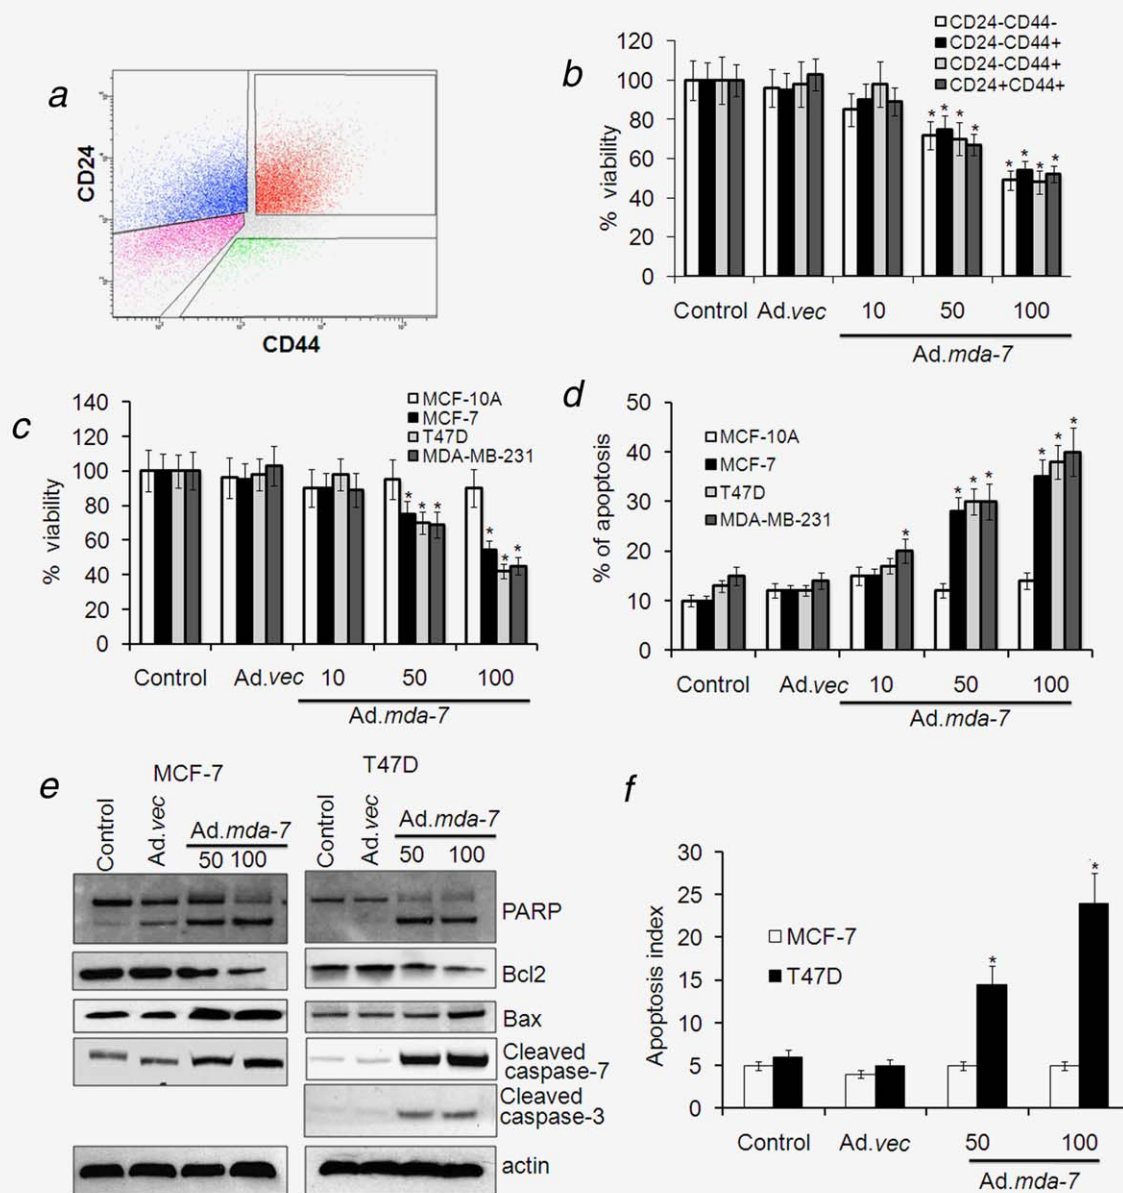 a
CD24
CD44
b
CD24-CD44-
CD24-CD44+
CD24-CD44+
CD24+CD44+
% viability
120
100
80
60
40
20
0
* * * *
* * * *
Control Ad.vec 10 50 100
Ad.mda-7
c
MCF-10A
MCF-7
T47D
MDA-MB-231
% viability
140
120
100
80
60
40
20
0
* * *
* * *
Control Ad.vec 10 50 100
Ad.mda-7
d
MCF-10A
MCF-7
T47D
MDA-MB-231
% of apoptosis
50
40
30
20
10
0
*
* * *
* * *
Control Ad.vec 10 50 100
Ad.mda-7
e
MCF-7
Control
Ad.vec
Ad.mda-7
50 100
T47D
Control
Ad.vec
Ad.mda-7
50 100
PARP
Bcl2
Bax
Cleaved
caspase-7
Cleaved
caspase-3
actin
f
MCF-7
T47D
Apoptosis index
30
25
20
15
10
5
0
*
*
Control Ad.vec 50 100
Ad.mda-7